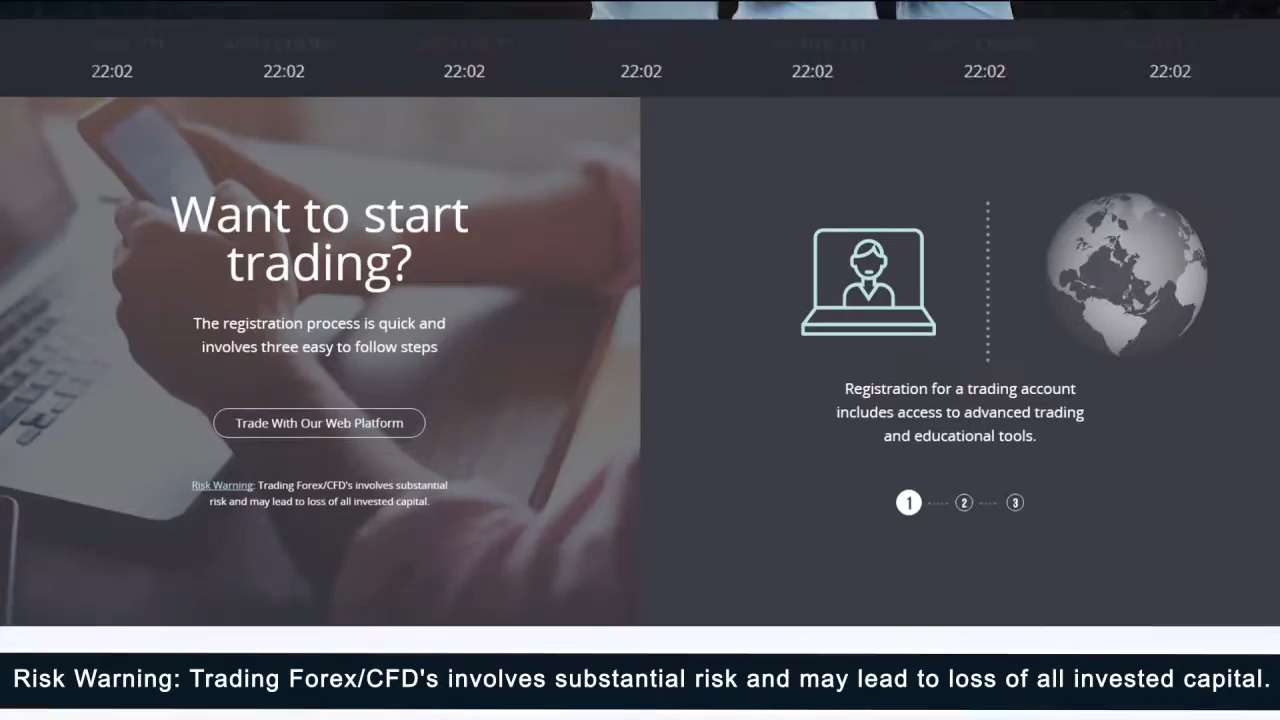 22:02 22:02 22:02 22:02 22:02 22:02 22:02
Want to start
trading?
The registration process is quick and
involves three easy to follow steps
Trade With Our Web Platform
Risk Warning: Trading Forex/CFD's involves substantial
risk and may lead to loss of all invested capital.
Registration for a trading account
includes access to advanced trading
and educational tools.
1 2 3
Risk Warning: Trading Forex/CFD's involves substantial risk and may lead to loss of all invested capital.